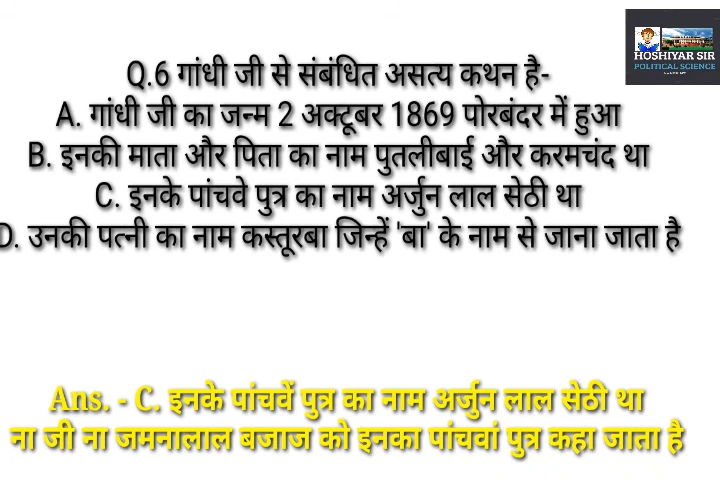 HOSHIYAR SIR
POLITICAL SCIENCE
Q.6 गांधी जी से संबंधित असत्य कथन है-
A. गांधी जी का जन्म 2 अक्टूबर 1869 पोरबंदर में हुआ
B. इनकी माता और पिता का नाम पुतलीबाई और करमचंद था
C. इनके पांचवे पुत्र का नाम अर्जुन लाल सेठी था
D. उनकी पत्नी का नाम कस्तूरबा जिन्हें 'बा' के नाम से जाना जाता है
Ans. - C. इनके पांचवें पुत्र का नाम अर्जुन लाल सेठी था
ना जी ना जमनालाल बजाज को इनका पांचवां पुत्र कहा जाता है